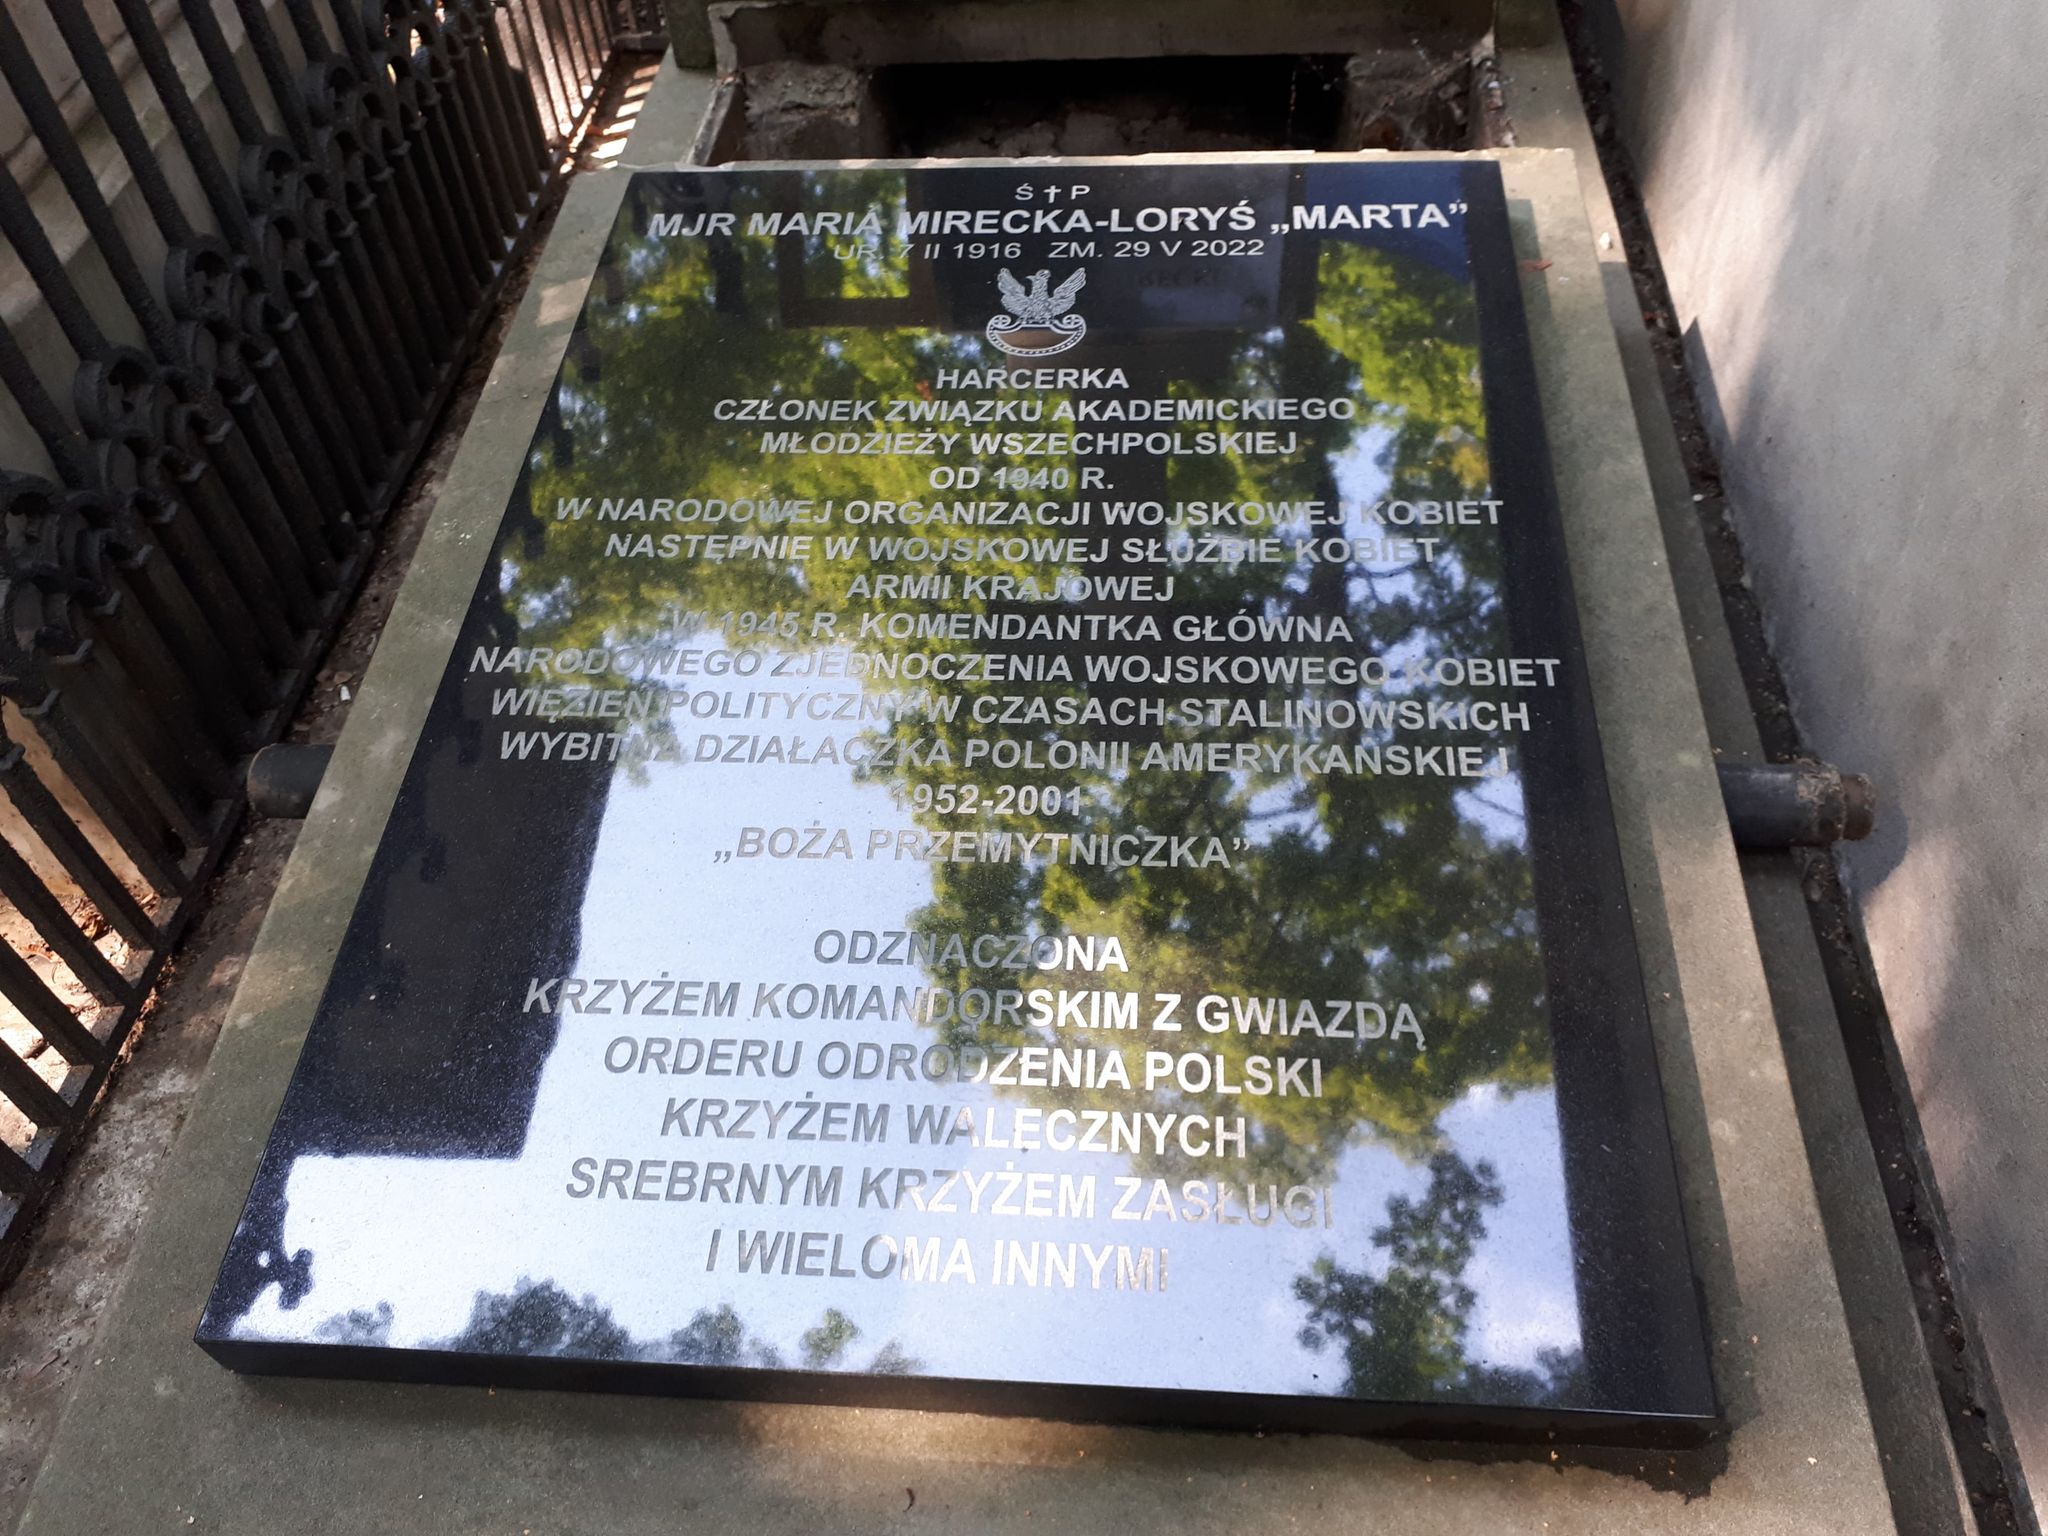 Ś † P
MJR MARIA MIRECKA-LORYŚ „MARTA”
UR. 7 II 1916 ZM. 29 V 2022
HARCERKA
CZŁONEK ZWIĄZKU AKADEMICKIEGO
MŁODZIEŻY WSZECHPOLSKIEJ
OD 1940 R.
W NARODOWEJ ORGANIZACJI WOJSKOWEJ KOBIET
NASTĘPNIE W WOJSKOWEJ SŁUŻBIE KOBIET
ARMII KRAJOWEJ
W 1945 R. KOMENDANTKA GŁÓWNA
NARODOWEGO ZJEDNOCZENIA WOJSKOWEGO KOBIET
WIĘZIEŃ POLITYCZNY W CZASACH STALINOWSKICH
WYBITNA DZIAŁACZKA POLONII AMERYKAŃSKIEJ
1952-2001
„BOŻA PRZEMYTNICZKA”
ODZNACZONA
KRZYŻEM KOMANDORSKIM Z GWIAZDĄ
ORDERU ODRODZENIA POLSKI
KRZYŻEM WALECZNYCH
SREBRNYM KRZYŻEM ZASŁUGI
I WIELOMA INNYMI